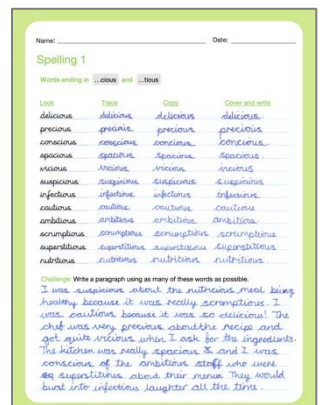 Name: Date:
Spelling 1
Words ending in ...cious and ...tious
Look Trace Copy Cover and write
delicious delicious delicious delicious
precious precious precious precious
conscious conscious concious concious
spacious spacious spacious spacious
vicious vicious vicious vicious
suspicious suspicious suspicious suspicious
infectious infectious infectious infectious
cautious cautious cautious cautious
ambitious ambitious ambitious ambitious
scrumptious scrumptious scrumptious scrumptious
superstitious superstitious superstitious superstitious
nutritious nutritious nutritious nutritious
Challenge: Write a paragraph using as many of these words as possible.
I was suspicious about the nutricious meal being
healthy because it was really scromptious. I
was cautious because it was so delicious! The
chef was very precious about the recipe and
got quite vicious when I ask for the ingredients.
The kitchen was really spacious & and I was
conscious of the ambitious staff who were
superstitious about their menu. They would
burst into infectious laughter all the time.